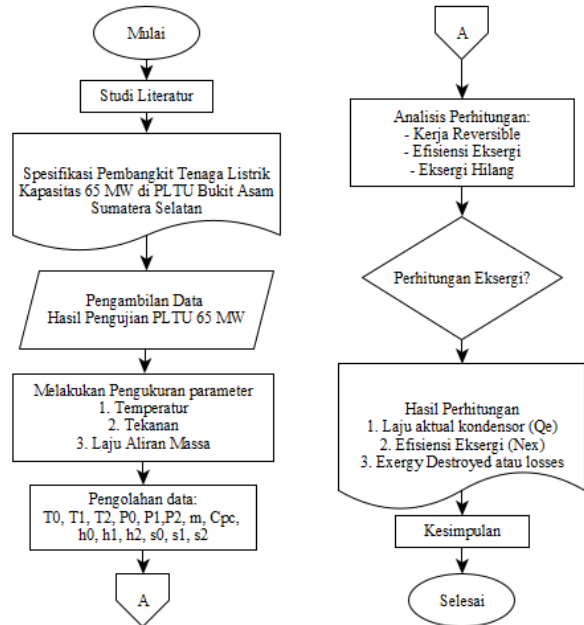 Mulai
Studi Literatur
Spesifikasi Pembangkit Tenaga Listrik
Kapasitas 65 MW di PLTU Bukit Asam
Sumatera Selatan
Pengambilan Data
Hasil Pengujian PLTU 65 MW
Melakukan Pengukuran parameter
1. Temperatur
2. Tekanan
3. Laju Aliran Massa
Pengolahan data:
T0, T1, T2, P0, P1,P2, m, Cpc,
h0, h1, h2, s0, s1, s2
A
A
Analisis Perhitungan:
- Kerja Reversible
- Efisiensi Eksergi
- Eksergi Hilang
Perhitungan Eksergi?
Hasil Perhitungan
1. Laju aktual kondensor (Qe)
2. Efisiensi Eksergi (Nex)
3. Exergy Destroyed atau losses
Kesimpulan
Selesai